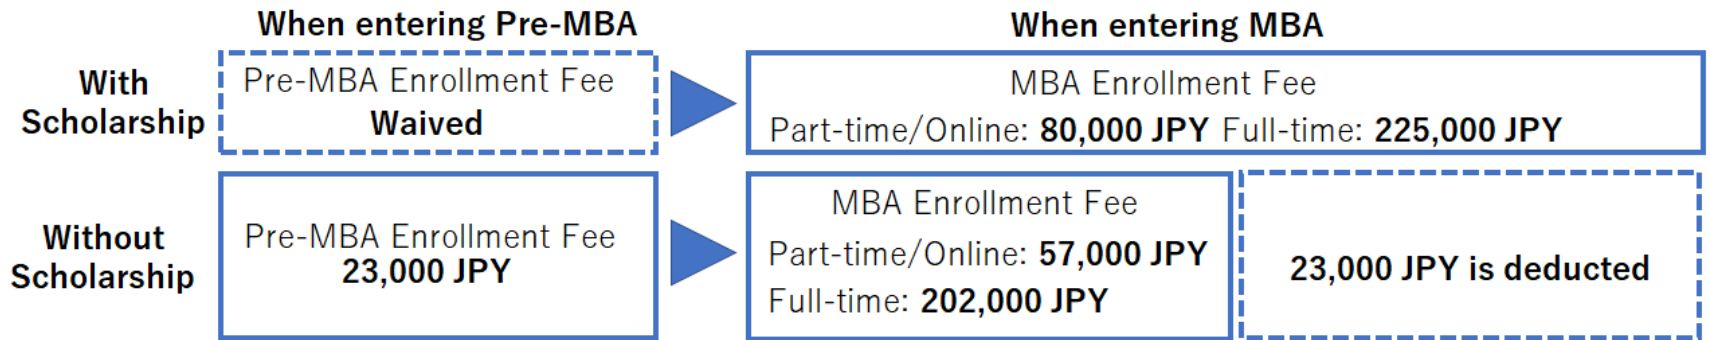 When entering Pre-MBA
When entering MBA
With
Scholarship
Pre-MBA Enrollment Fee
Waived
MBA Enrollment Fee
Part-time/Online: 80,000 JPY Full-time: 225,000 JPY
Without
Scholarship
Pre-MBA Enrollment Fee
23,000 JPY
MBA Enrollment Fee
Part-time/Online: 57,000 JPY
Full-time: 202,000 JPY
23,000 JPY is deducted